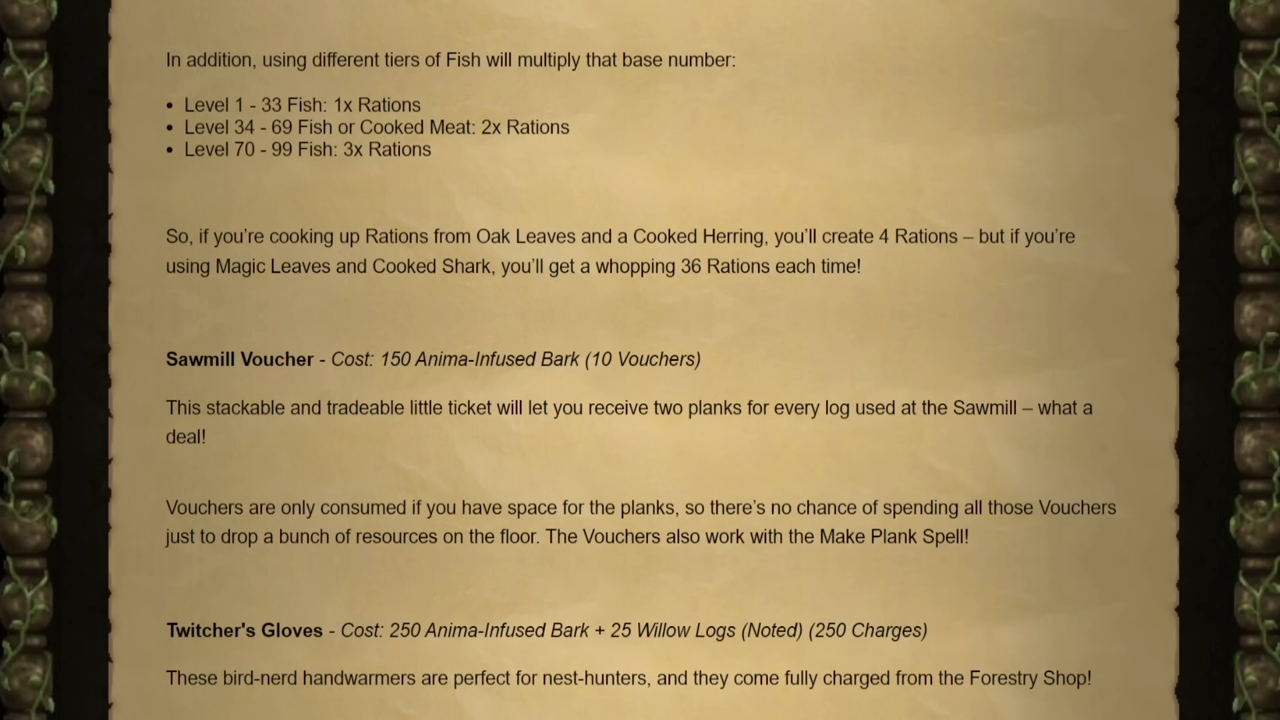 In addition, using different tiers of Fish will multiply that base number:
• Level 1 - 33 Fish: 1x Rations
• Level 34 - 69 Fish or Cooked Meat: 2x Rations
• Level 70 - 99 Fish: 3x Rations
So, if you’re cooking up Rations from Oak Leaves and a Cooked Herring, you’ll create 4 Rations – but if you’re
using Magic Leaves and Cooked Shark, you’ll get a whopping 36 Rations each time!
Sawmill Voucher - Cost: 150 Anima-Infused Bark (10 Vouchers)
This stackable and tradeable little ticket will let you receive two planks for every log used at the Sawmill – what a
deal!
Vouchers are only consumed if you have space for the planks, so there’s no chance of spending all those Vouchers
just to drop a bunch of resources on the floor. The Vouchers also work with the Make Plank Spell!
Twitcher's Gloves - Cost: 250 Anima-Infused Bark + 25 Willow Logs (Noted) (250 Charges)
These bird-nerd handwarmers are perfect for nest-hunters, and they come fully charged from the Forestry Shop!